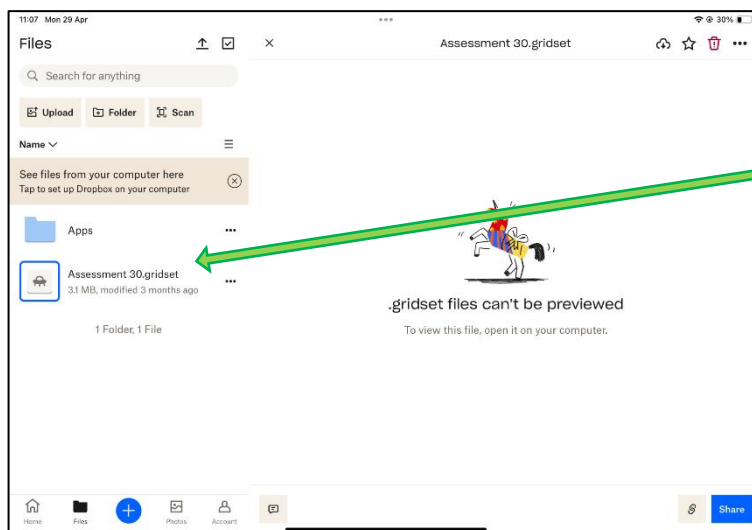 11:07 Mon 29 Apr
30%
Files
Assessment 30.gridset
Search for anything
Upload
Folder
Scan
Name
See files from your computer here
Tap to set up Dropbox on your computer
Apps
Assessment 30.gridset
3.1 MB, modified 3 months ago
1 Folder, 1 File
.gridset files can't be previewed
To view this file, open it on your computer.
Home
Files
Photos
Account
Share